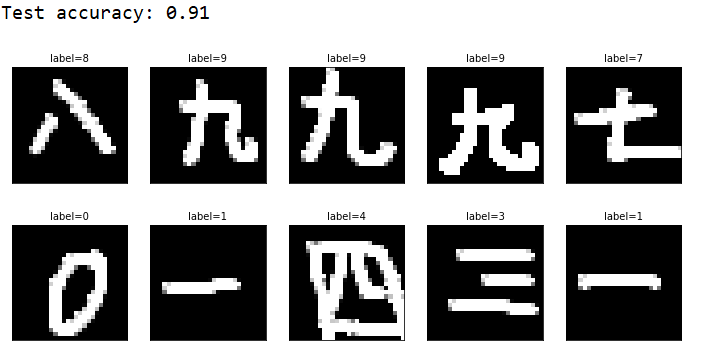 Test accuracy: 0.91
label=8 label=9 label=9 label=9 label=7
八 九 九 九 七
label=0 label=1 label=4 label=3 label=1
0 一 四 三 一